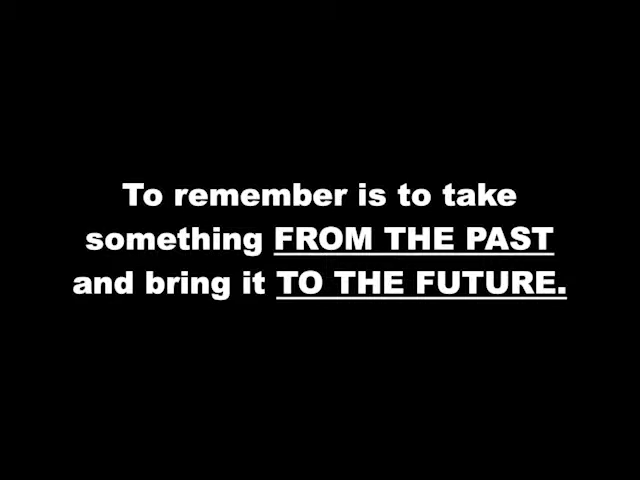 To remember is to take
something FROM THE PAST
and bring it TO THE FUTURE.